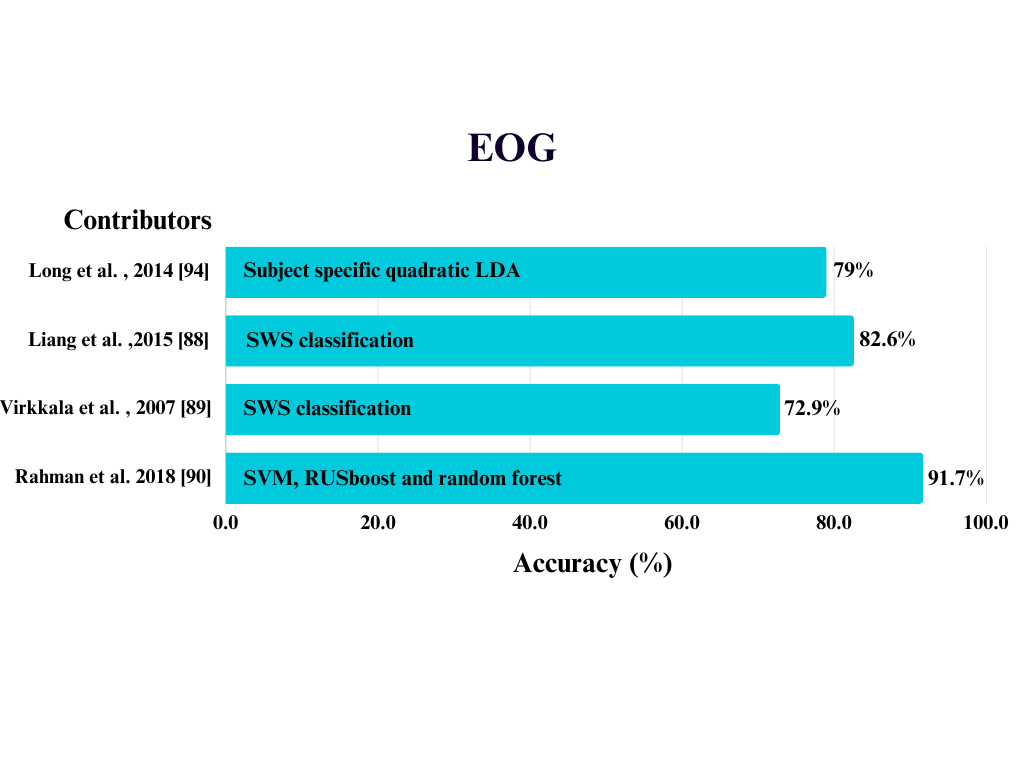 EOG
Contributors
Long et al. , 2014 [94]
Subject specific quadratic LDA
79%
Liang et al. ,2015 [88]
SWS classification
82.6%
Virkkala et al. , 2007 [89]
SWS classification
72.9%
Rahman et al. 2018 [90]
SVM, RUSboost and random forest
91.7%
0.0 20.0 40.0 60.0 80.0 100.0
Accuracy (%)